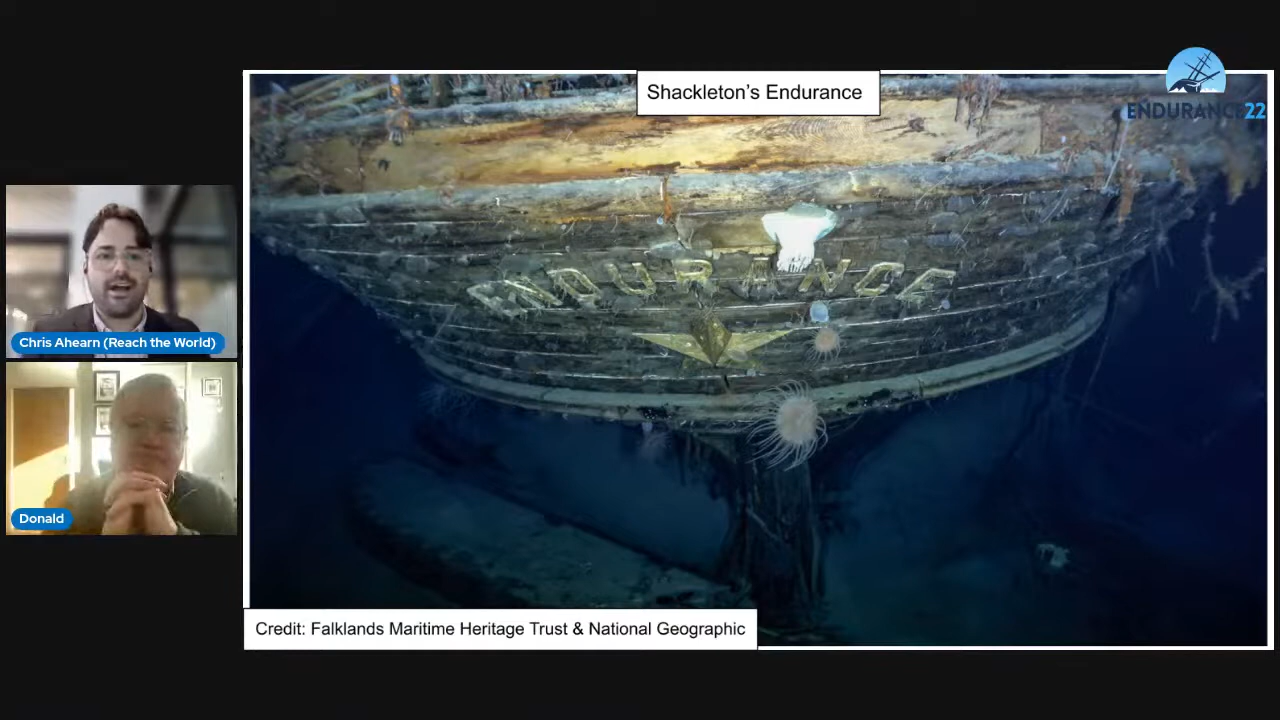 Shackleton's Endurance
ENDURANCE22
Chris Ahearn (Reach the World)
ENDURANCE
Donald
Credit: Falklands Maritime Heritage Trust & National Geographic